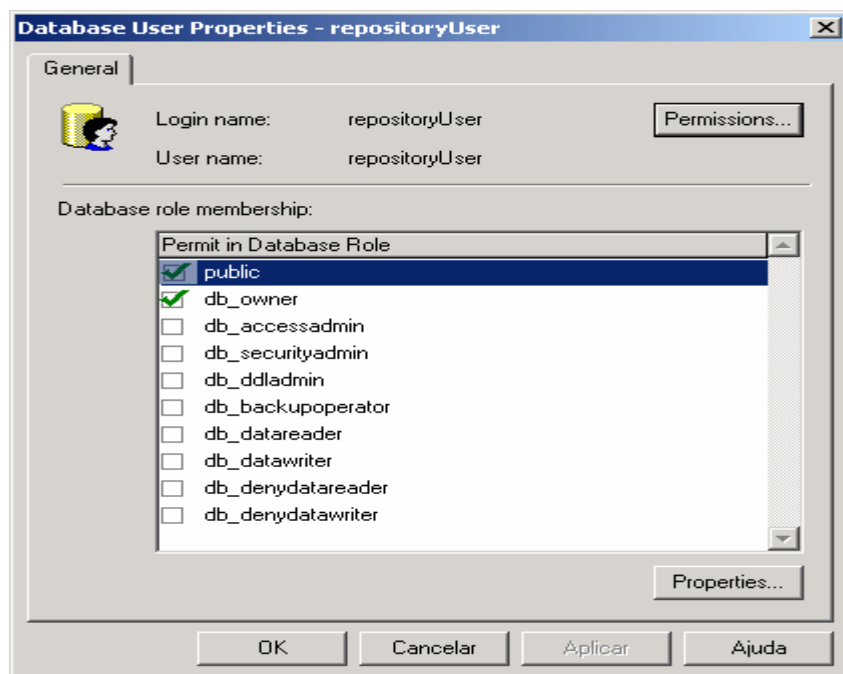 Database User Properties - repositoryUser
General
Login name: repositoryUser
Permissions...
User name: repositoryUser
Database role membership:
Permit in Database Role
public
db_owner
db_accessadmin
db_securityadmin
db_ddladmin
db_backupoperator
db_datareader
db_datawriter
db_denydatareader
db_denydatawriter
Properties...
OK Cancelar Aplicar Ajuda